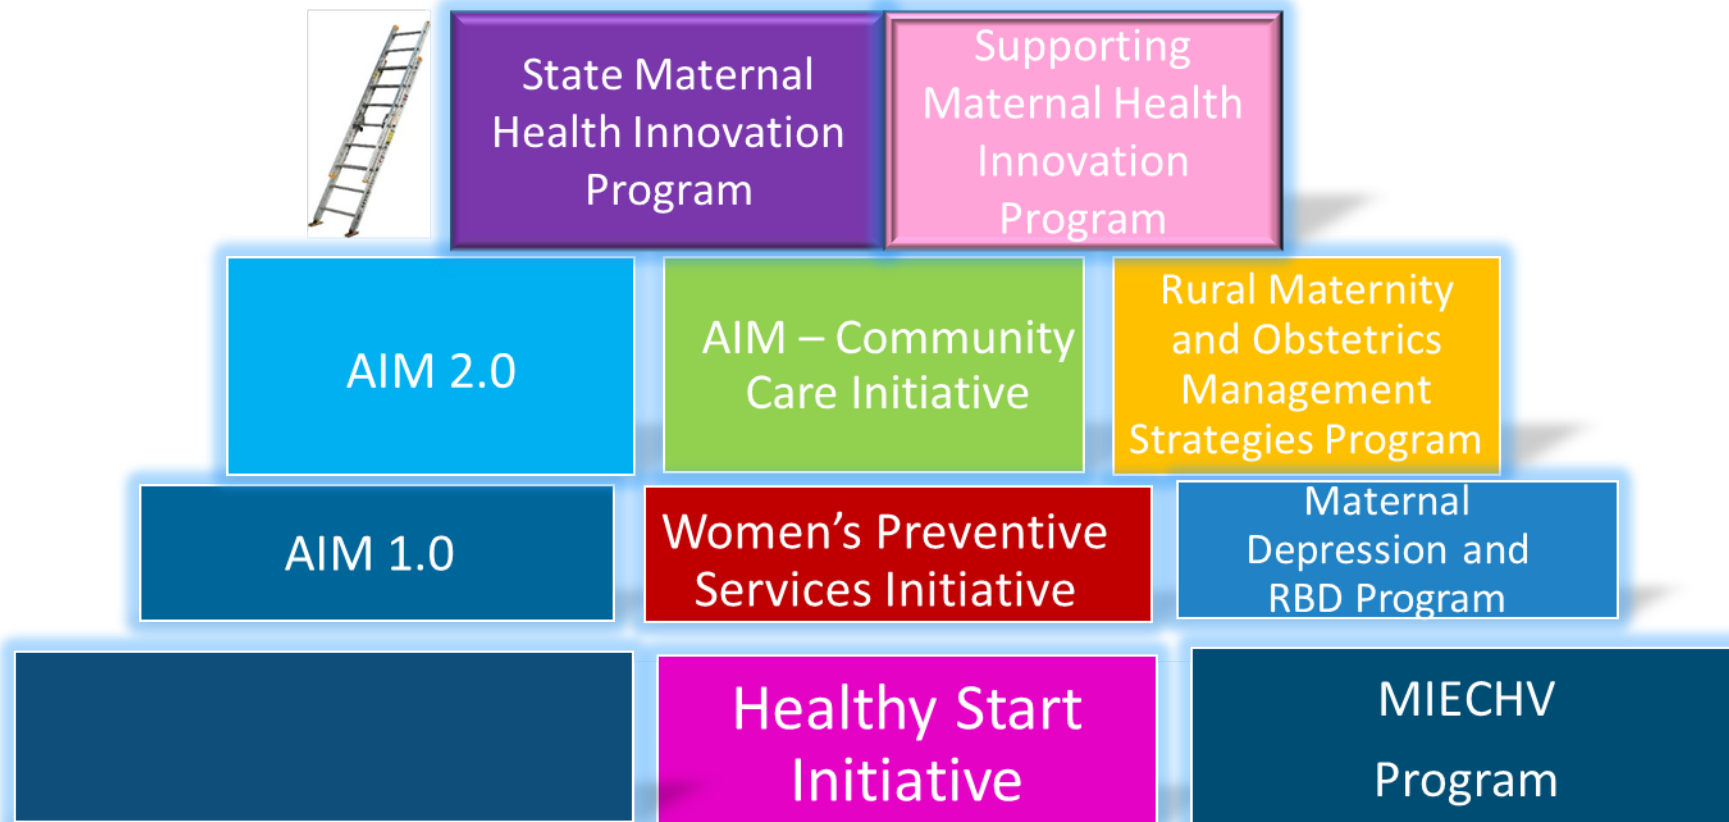 State Maternal
Health Innovation
Program
Supporting
Maternal Health
Innovation
Program
AIM 2.0
AIM – Community
Care Initiative
Rural Maternity
and Obstetrics
Management
Strategies Program
AIM 1.0
Women’s Preventive
Services Initiative
Maternal
Depression and
RBD Program
Healthy Start
Initiative
MIECHV
Program